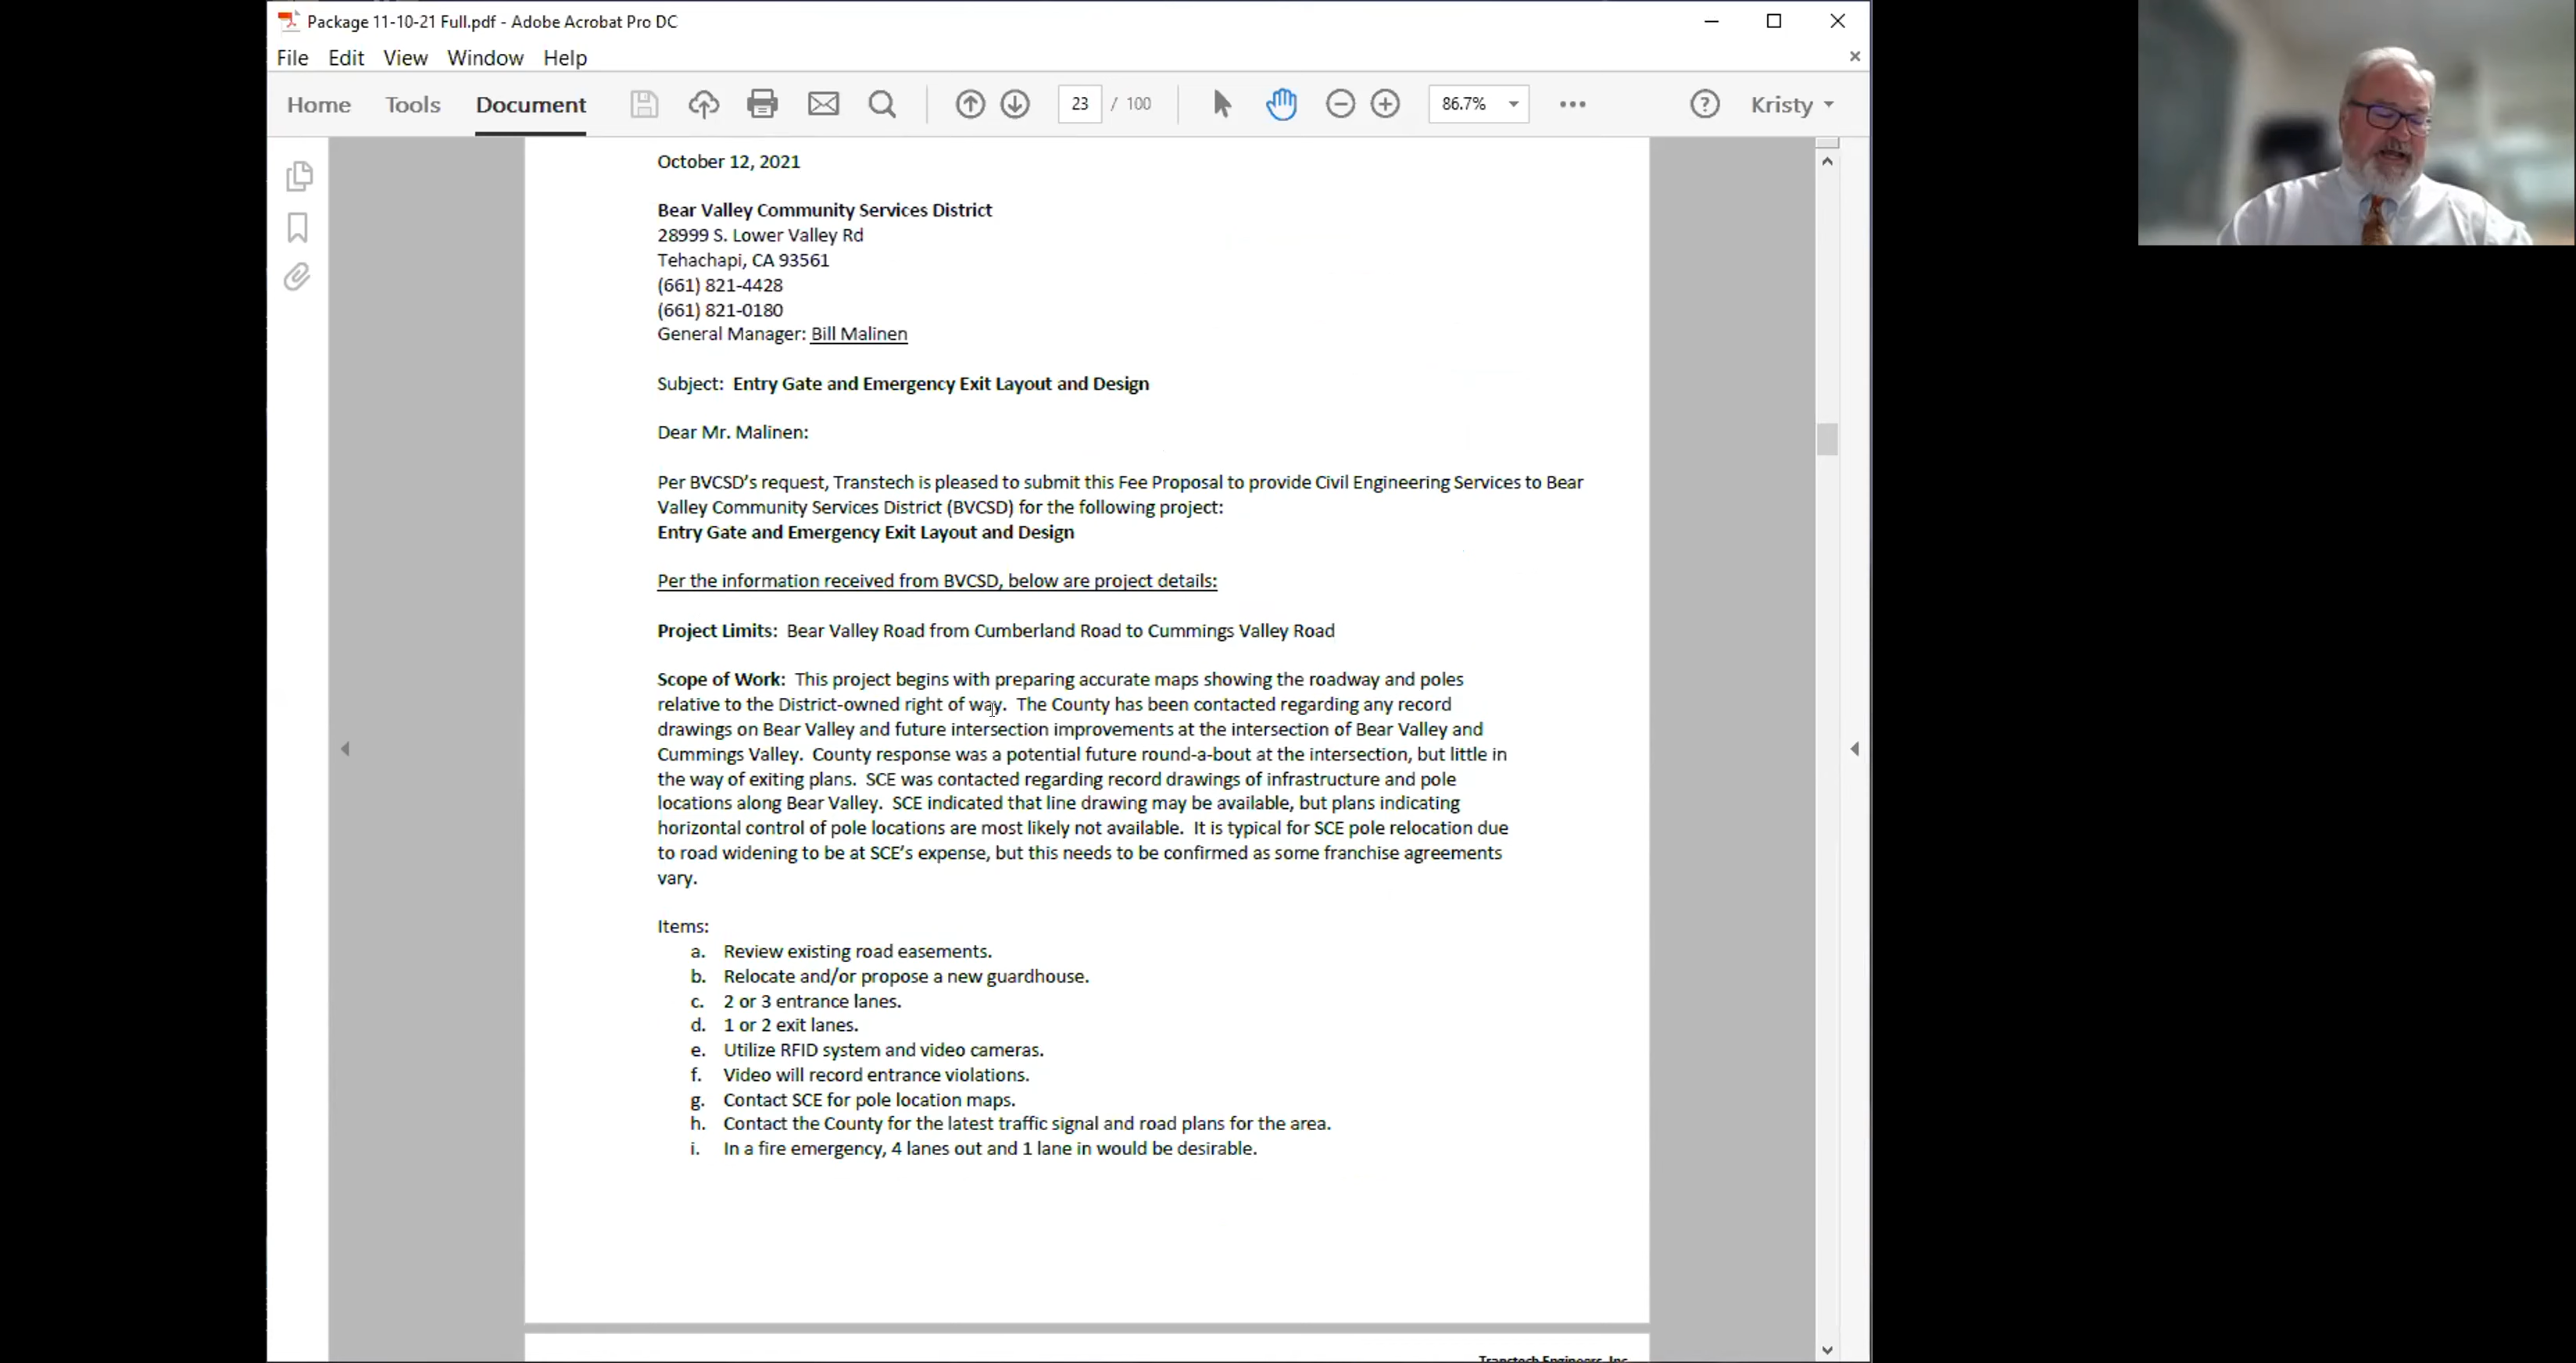 Package 11-10-21 Full.pdf - Adobe Acrobat Pro DC
File Edit View Window Help
Home Tools Document 23 / 100 86.7% Kristy
October 12, 2021
Bear Valley Community Services District
28999 S. Lower Valley Rd
Tehachapi, CA 93561
(661) 821-4428
(661) 821-0180
General Manager: Bill Malinen
Subject: Entry Gate and Emergency Exit Layout and Design
Dear Mr. Malinen:
Per BVCSD's request, Transtech is pleased to submit this Fee Proposal to provide Civil Engineering Services to Bear
Valley Community Services District (BVCSD) for the following project:
Entry Gate and Emergency Exit Layout and Design
Per the information received from BVCSD, below are project details:
Project Limits: Bear Valley Road from Cumberland Road to Cummings Valley Road
Scope of Work: This project begins with preparing accurate maps showing the roadway and poles
relative to the District-owned right of way. The County has been contacted regarding any record
drawings on Bear Valley and future intersection improvements at the intersection of Bear Valley and
Cummings Valley. County response was a potential future round-a-bout at the intersection, but little in
the way of exiting plans. SCE was contacted regarding record drawings of infrastructure and pole
locations along Bear Valley. SCE indicated that line drawing may be available, but plans indicating
horizontal control of pole locations are most likely not available. It is typical for SCE pole relocation due
to road widening to be at SCE's expense, but this needs to be confirmed as some franchise agreements
vary.
Items:
a. Review existing road easements.
b. Relocate and/or propose a new guardhouse.
c. 2 or 3 entrance lanes.
d. 1 or 2 exit lanes.
e. Utilize RFID system and video cameras.
f. Video will record entrance violations.
g. Contact SCE for pole location maps.
h. Contact the County for the latest traffic signal and road plans for the area.
i. In a fire emergency, 4 lanes out and 1 lane in would be desirable.
Transtech Engineers, Inc.